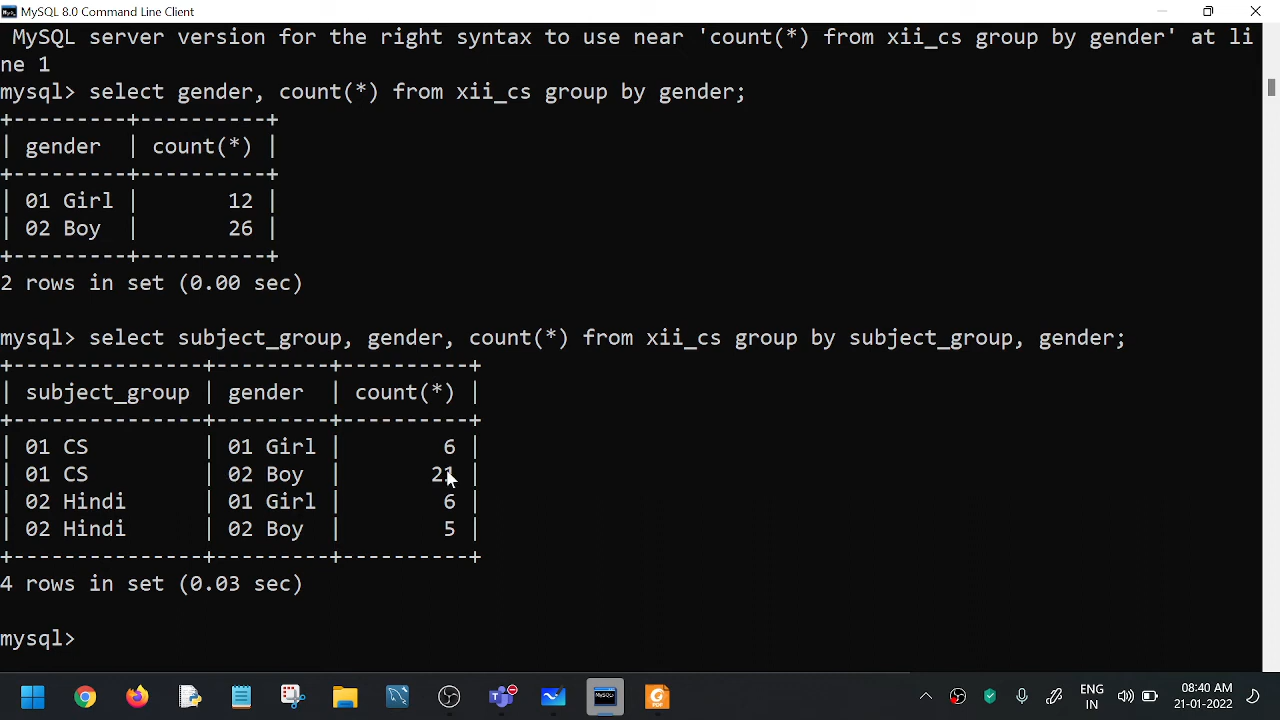 MySQL 8.0 Command Line Client
MySQL server version for the right syntax to use near 'count(*) from xii_cs group by gender' at li
ne 1
mysql> select gender, count(*) from xii_cs group by gender;
+---------+----------+
| gender  | count(*) |
+---------+----------+
| 01 Girl |       12 |
| 02 Boy  |       26 |
+---------+----------+
2 rows in set (0.00 sec)
mysql> select subject_group, gender, count(*) from xii_cs group by subject_group, gender;
+---------------+---------+----------+
| subject_group | gender  | count(*) |
+---------------+---------+----------+
| 01 CS         | 01 Girl |        6 |
| 01 CS         | 02 Boy  |       21 |
| 02 Hindi      | 01 Girl |        6 |
| 02 Hindi      | 02 Boy  |        5 |
+---------------+---------+----------+
4 rows in set (0.03 sec)
mysql>
ENG
IN
08:40 AM
21-01-2022